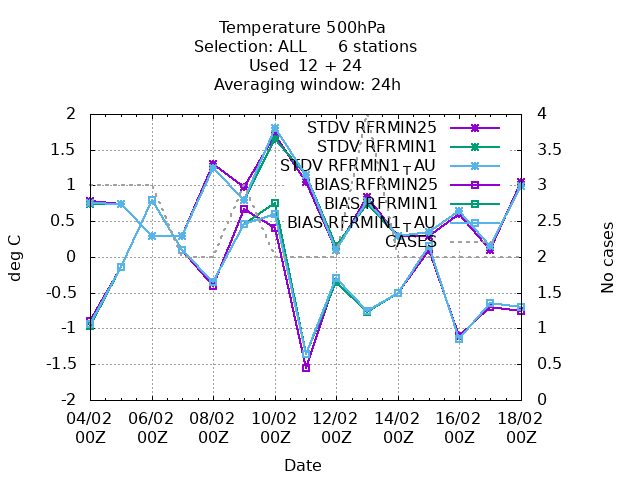 Temperature 500hPa
Selection: ALL 6 stations
Used 12 + 24
Averaging window: 24h
2 4
STDV RFRMIN25
1.5 3.5
STDV RFRMIN1
STDV RFRMIN1_AU
1 3
BIAS RFRMIN25
BIAS RFRMIN1
0.5 2.5
BIAS RFRMIN1_AU
CASES
0 2
-0.5 1.5
-1 1
-1.5 0.5
-2 0
deg C
No cases
04/02 06/02 08/02 10/02 12/02 14/02 16/02 18/02
00Z 00Z 00Z 00Z 00Z 00Z 00Z 00Z
Date